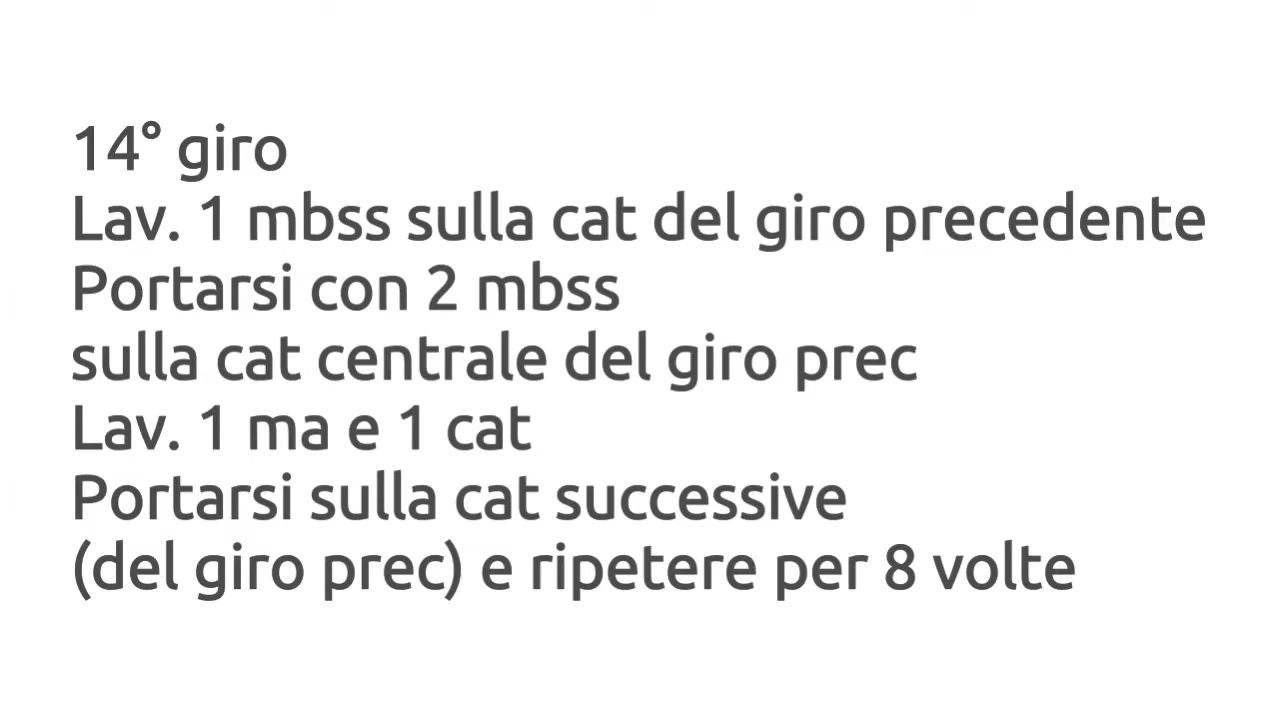 14° giro
Lav. 1 mbss sulla cat del giro precedente
Portarsi con 2 mbss
sulla cat centrale del giro prec
Lav. 1 ma e 1 cat
Portarsi sulla cat successive
(del giro prec) e ripetere per 8 volte